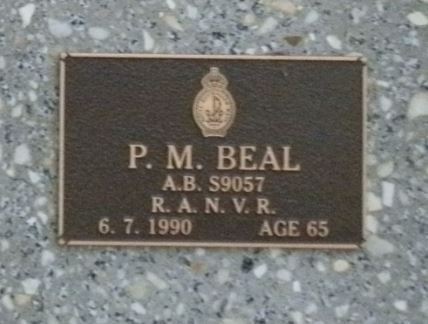 P. M. BEAL
A.B. S9057
R. A. N. V. R.
6. 7. 1990 AGE 65